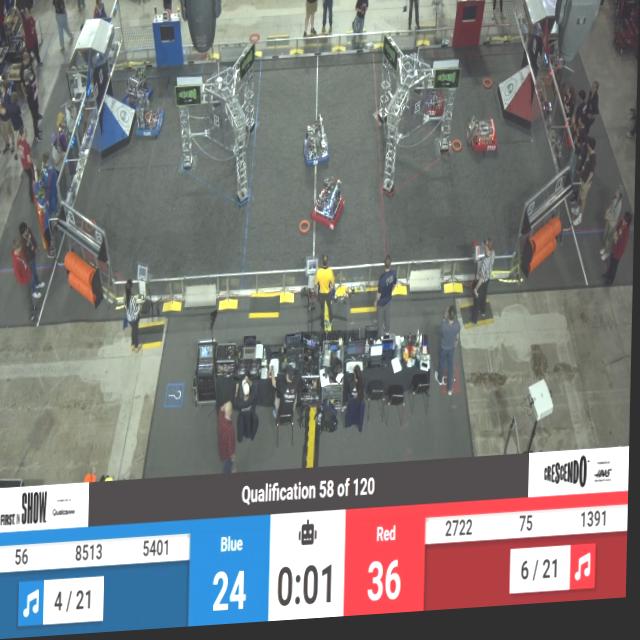 Qualification 58 of 120
FIRST IN SHOW
Qualcomm
CRESCENDO
HAAS
56 8513 5401
Blue
24
0:01
Red
36
2722 75 1391
4 / 21
6 / 21